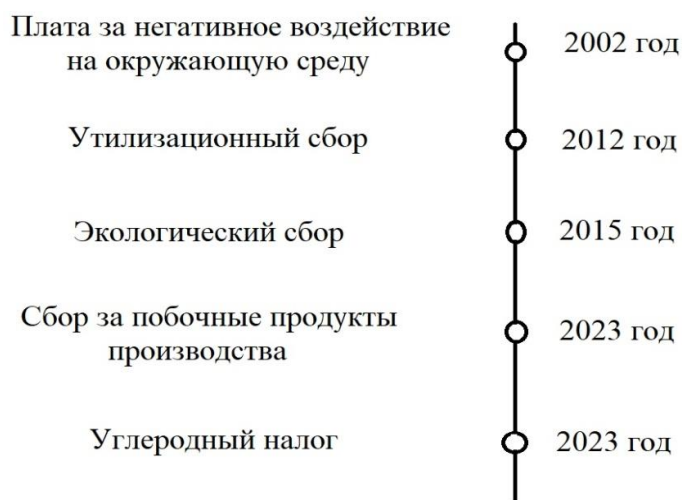 Плата за негативное воздействие
на окружающую среду
2002 год
Утилизационный сбор
2012 год
Экологический сбор
2015 год
Сбор за побочные продукты
производства
2023 год
Углеродный налог
2023 год